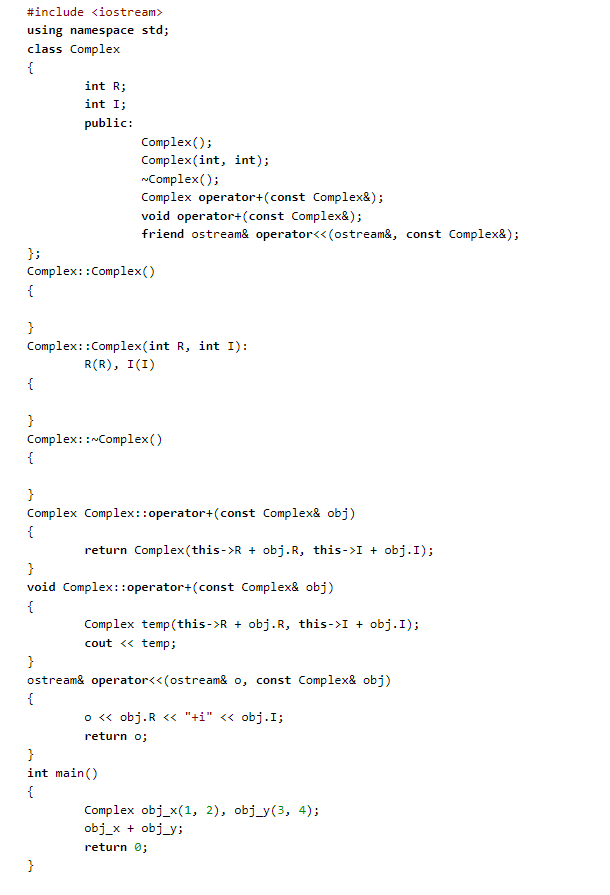 #include <iostream>
using namespace std;
class Complex
{
        int R;
        int I;
        public:
                Complex();
                Complex(int, int);
                ~Complex();
                Complex operator+(const Complex&);
                void operator+(const Complex&);
                friend ostream& operator<<(ostream&, const Complex&);
};
Complex::Complex()
{

}
Complex::Complex(int R, int I):
        R(R), I(I)
{

}
Complex::~Complex()
{

}
Complex Complex::operator+(const Complex& obj)
{
        return Complex(this->R + obj.R, this->I + obj.I);
}
void Complex::operator+(const Complex& obj)
{
        Complex temp(this->R + obj.R, this->I + obj.I);
        cout << temp;
}
ostream& operator<<(ostream& o, const Complex& obj)
{
        o << obj.R << "+i" << obj.I;
        return o;
}
int main()
{
        Complex obj_x(1, 2), obj_y(3, 4);
        obj_x + obj_y;
        return 0;
}